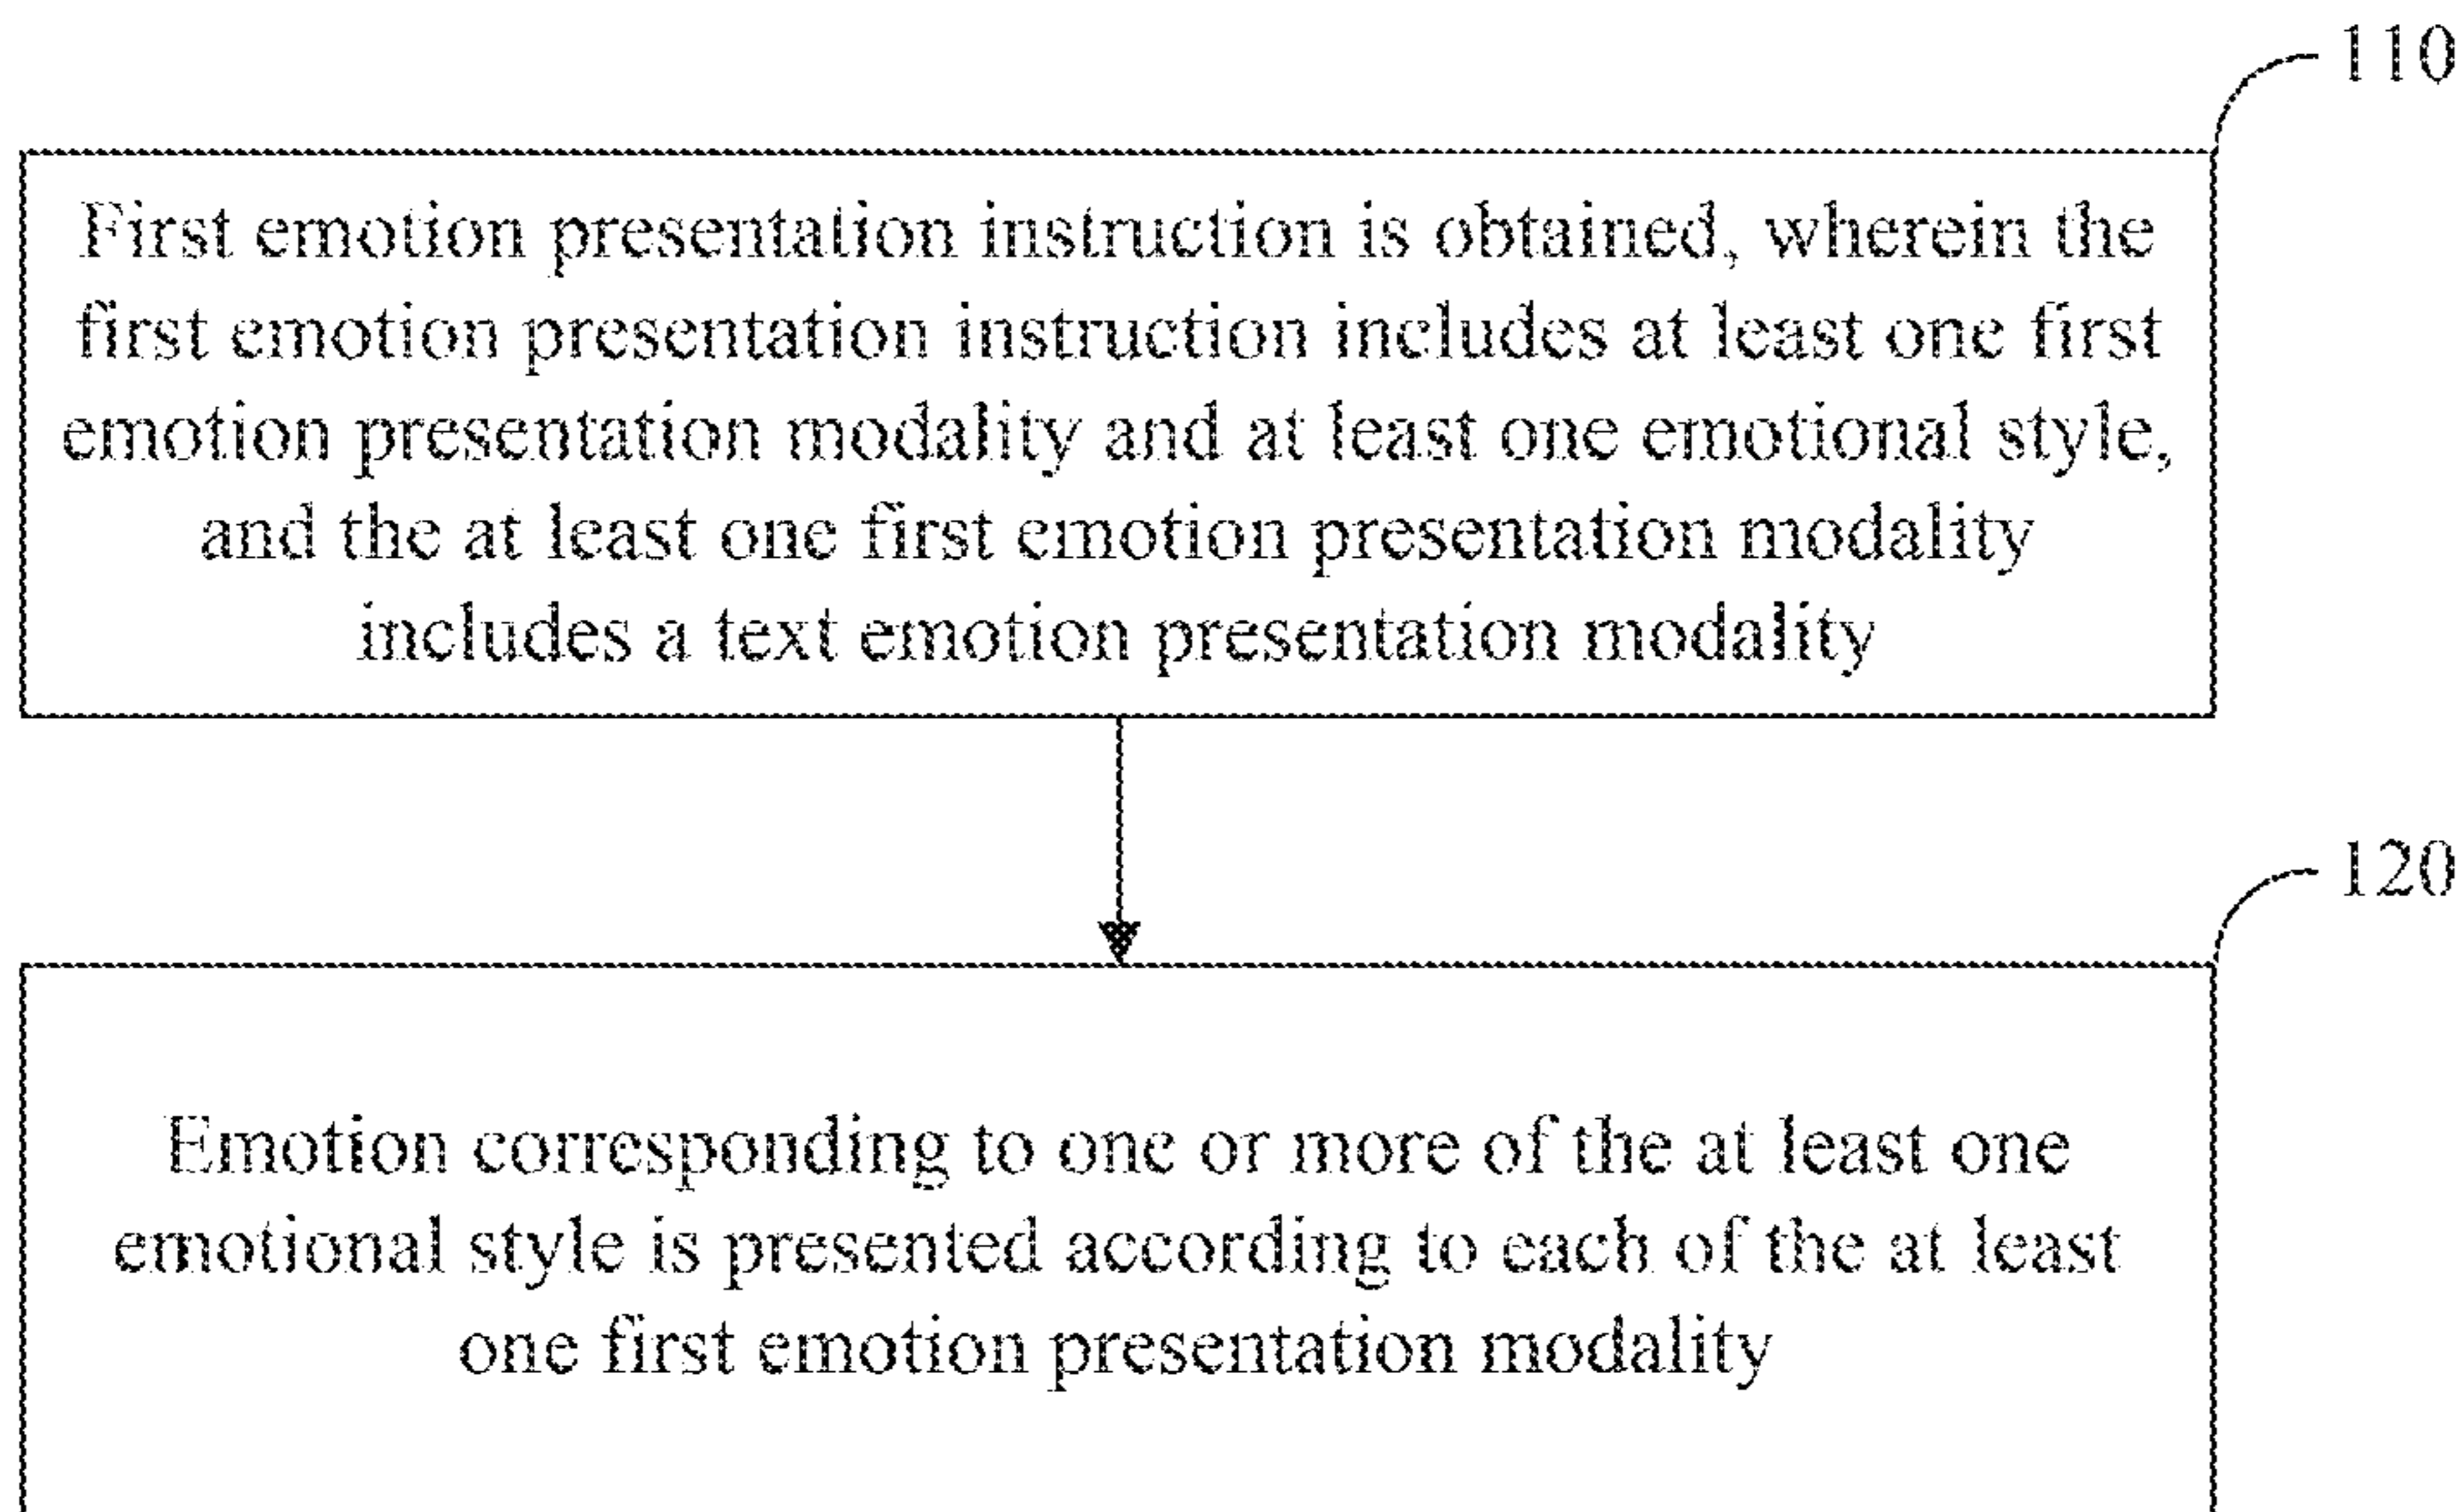 110
First emotion presentation instruction is obtained, wherein the
first emotion presentation instruction includes at least one first
emotion presentation modality and at least one emotional style,
and the at least one first emotion presentation modality
includes a text emotion presentation modality
120
Emotion corresponding to one or more of the at least one
emotional style is presented according to each of the at least
one first emotion presentation modality